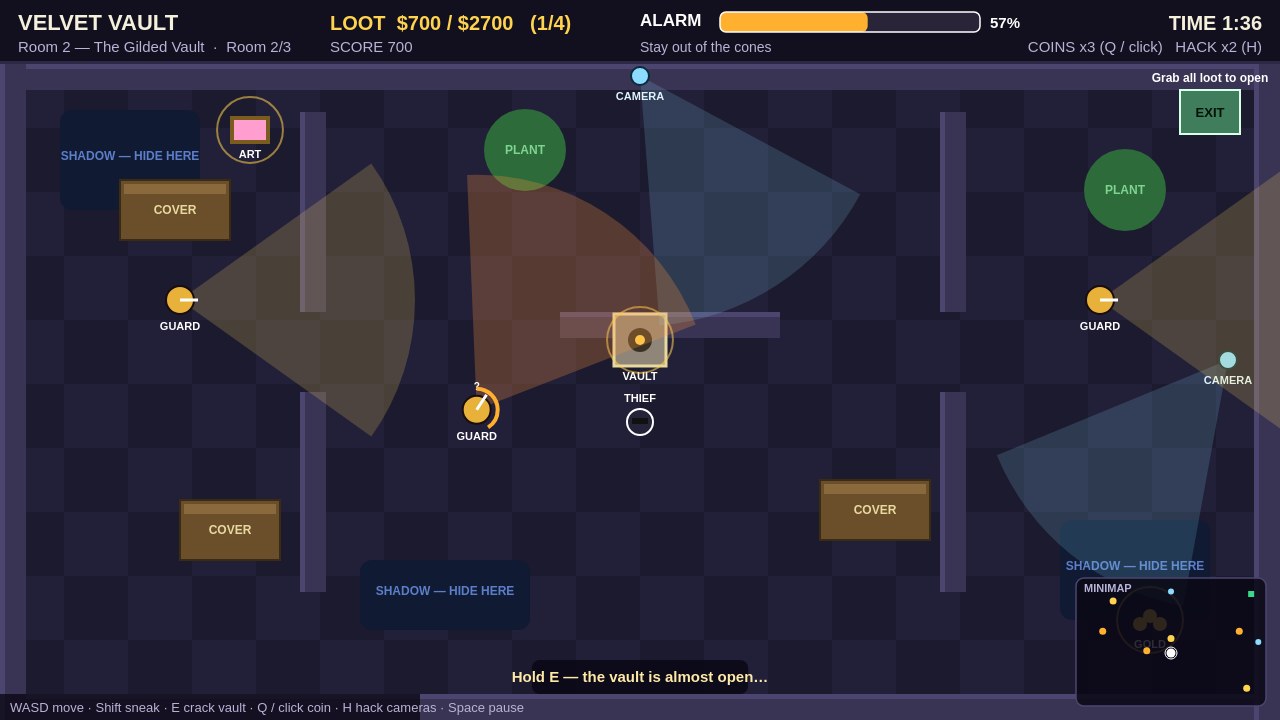 VELVET VAULT
Room 2 — The Gilded Vault · Room 2/3
LOOT $700 / $2700 (1/4)
SCORE 700
ALARM
57%
Stay out of the cones
TIME 1:36
COINS x3 (Q / click) HACK x2 (H)
Grab all loot to open
EXIT
CAMERA
SHADOW — HIDE HERE
ART
PLANT
PLANT
COVER
GUARD
GUARD
CAMERA
VAULT
THIEF
?
GUARD
COVER
COVER
SHADOW — HIDE HERE
SHADOW — HIDE HERE
MINIMAP
GOLD
Hold E — the vault is almost open…
WASD move · Shift sneak · E crack vault · Q / click coin · H hack cameras · Space pause